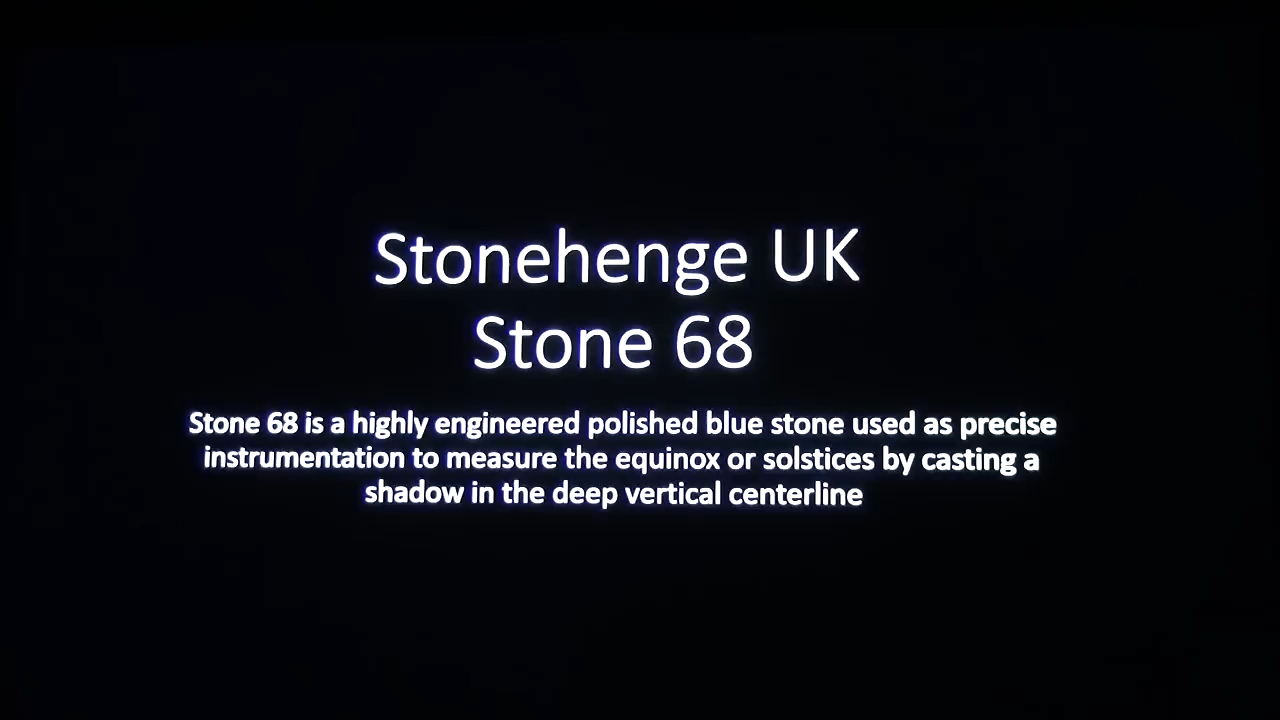 Stonehenge UK
Stone 68
Stone 68 is a highly engineered polished blue stone used as precise
instrumentation to measure the equinox or solstices by casting a
shadow in the deep vertical centerline